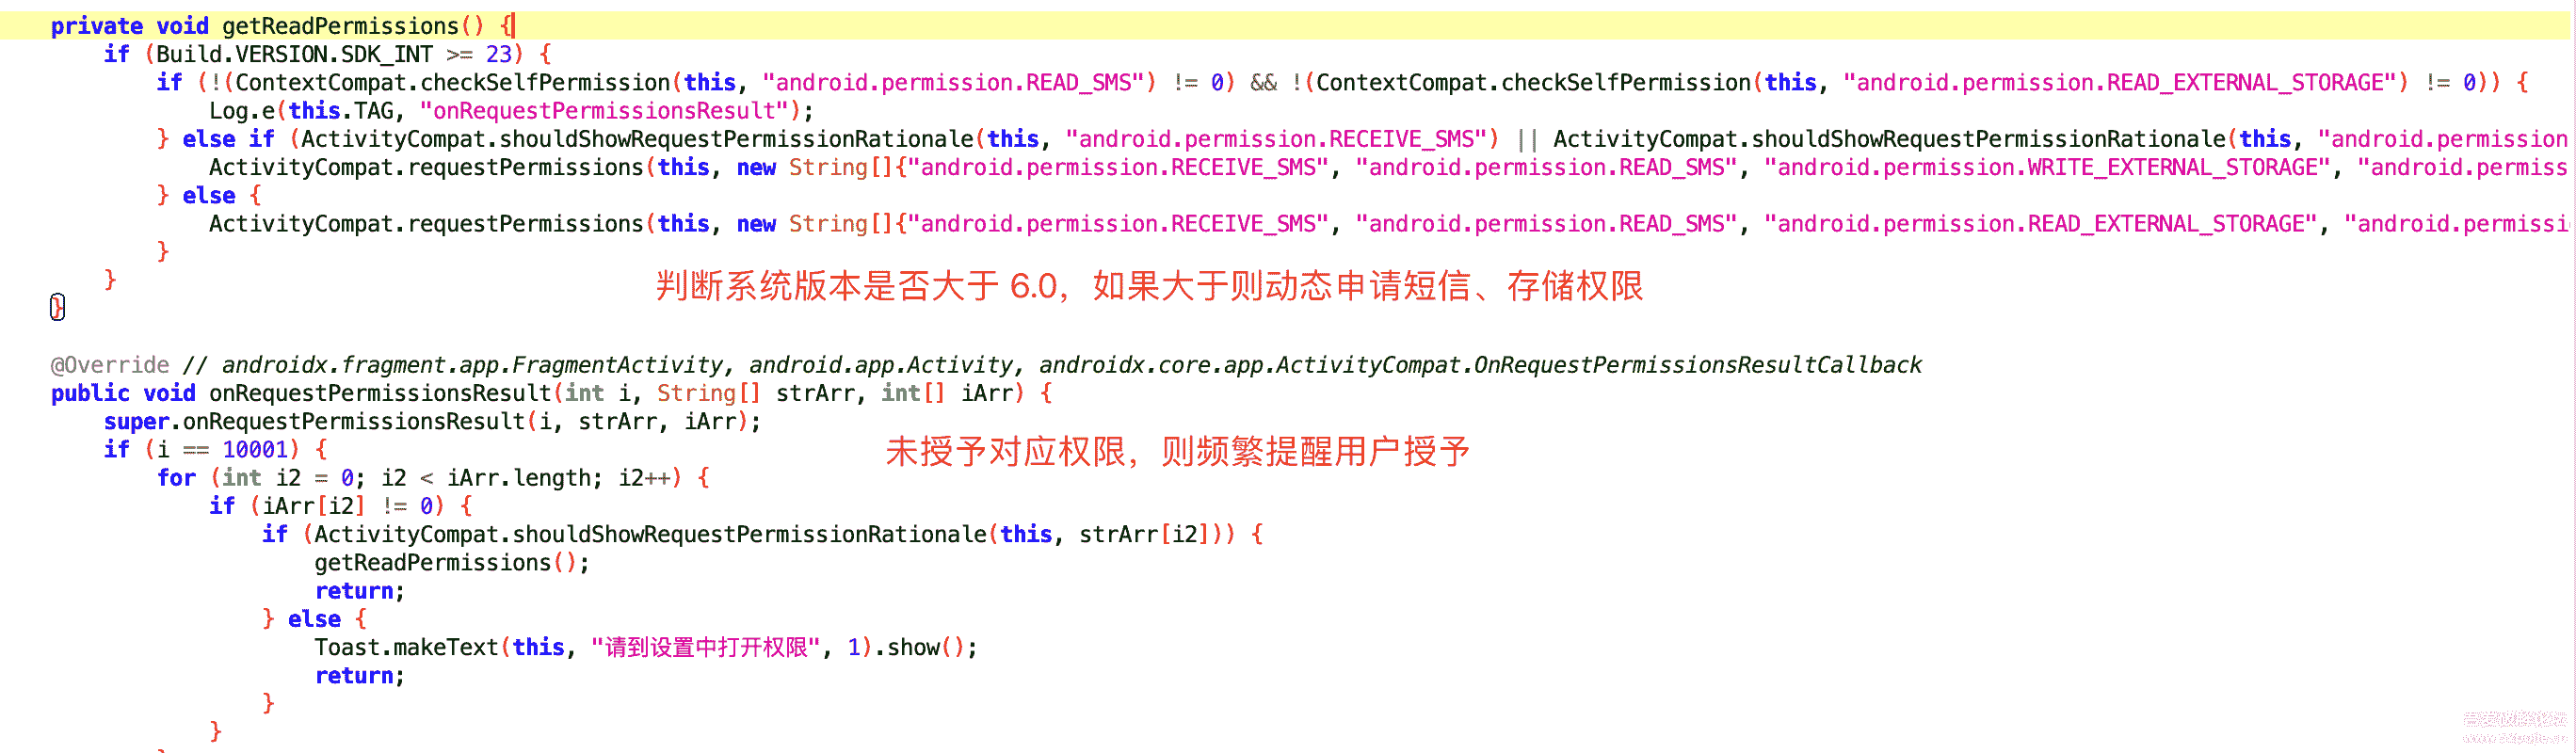 private void getReadPermissions() {
if (Build.VERSION.SDK_INT >= 23) {
if (!(ContextCompat.checkSelfPermission(this, "android.permission.READ_SMS") != 0) && !(ContextCompat.checkSelfPermission(this, "android.permission.READ_EXTERNAL_STORAGE") != 0)) {
Log.e(this.TAG, "onRequestPermissionsResult");
} else if (ActivityCompat.shouldShowRequestPermissionRationale(this, "android.permission.RECEIVE_SMS") || ActivityCompat.shouldShowRequestPermissionRationale(this, "android.permission
ActivityCompat.requestPermissions(this, new String[]{"android.permission.RECEIVE_SMS", "android.permission.READ_SMS", "android.permission.WRITE_EXTERNAL_STORAGE", "android.permiss
} else {
ActivityCompat.requestPermissions(this, new String[]{"android.permission.RECEIVE_SMS", "android.permission.READ_SMS", "android.permission.READ_EXTERNAL_STORAGE", "android.permissi
}
}
判断系统版本是否大于 6.0，如果大于则动态申请短信、存储权限
}
@Override // androidx.fragment.app.FragmentActivity, android.app.Activity, androidx.core.app.ActivityCompat.OnRequestPermissionsResultCallback
public void onRequestPermissionsResult(int i, String[] strArr, int[] iArr) {
super.onRequestPermissionsResult(i, strArr, iArr);
if (i == 10001) {
未授予对应权限，则频繁提醒用户授予
for (int i2 = 0; i2 < iArr.length; i2++) {
if (iArr[i2] != 0) {
if (ActivityCompat.shouldShowRequestPermissionRationale(this, strArr[i2])) {
getReadPermissions();
return;
} else {
Toast.makeText(this, "请到设置中打开权限", 1).show();
return;
}
}